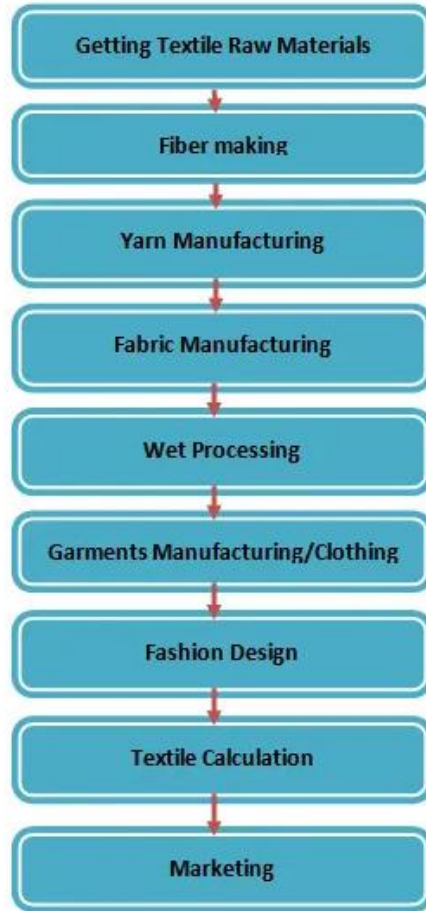 Getting Textile Raw Materials
Fiber making
Yarn Manufacturing
Fabric Manufacturing
Wet Processing
Garments Manufacturing/Clothing
Fashion Design
Textile Calculation
Marketing